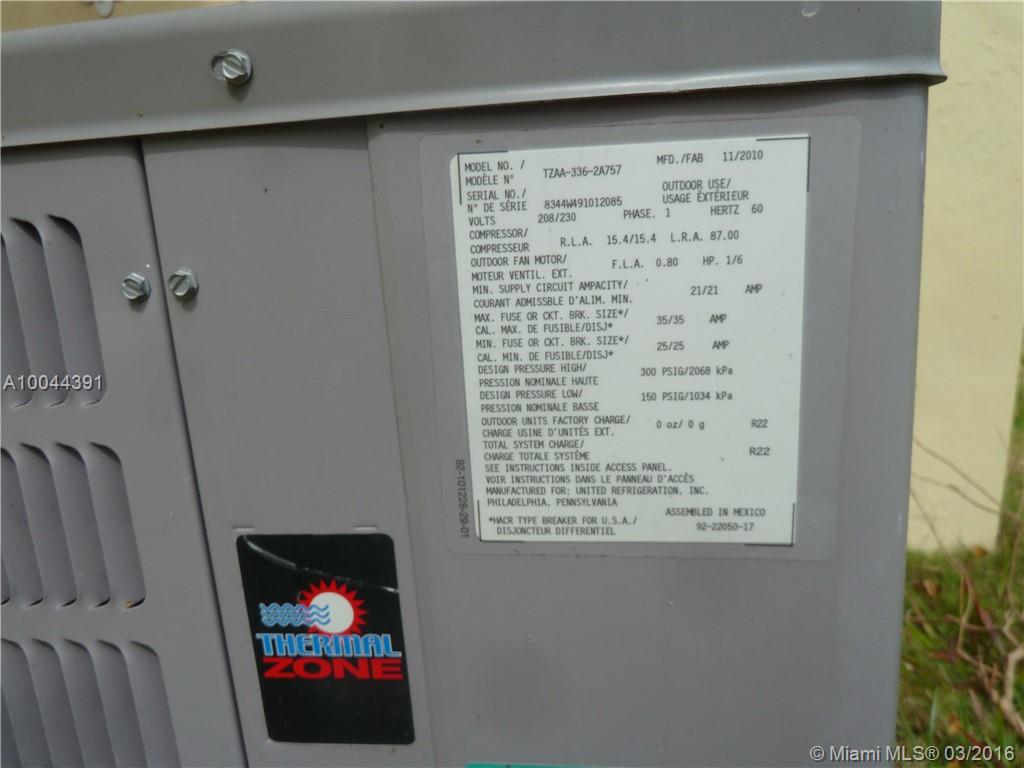 MODEL NO. / MFD./FAB 11/2010
MODÈLE N° TZAA-336-2A757
SERIAL NO./ OUTDOOR USE/
N° DE SÉRIE 8344W491012085 USAGE EXTÉRIEUR
VOLTS 208/230 PHASE. 1 HERTZ 60
COMPRESSOR/
COMPRESSEUR R.L.A. 15.4/15.4 L.R.A. 87.00
OUTDOOR FAN MOTOR/ F.L.A. 0.80 HP. 1/6
MOTEUR VENTIL. EXT.
MIN. SUPPLY CIRCUIT AMPACITY/ 21/21 AMP
COURANT ADMISSBLE D'ALIM. MIN.
MAX. FUSE OR CKT. BRK. SIZE*/ 35/35 AMP
CAL. MAX. DE FUSIBLE/DISJ*
MIN. FUSE OR CKT. BRK. SIZE*/ 25/25 AMP
CAL. MIN. DE FUSIBLE/DISJ*
DESIGN PRESSURE HIGH/ 300 PSIG/2068 kPa
PRESSION NOMINALE HAUTE
DESIGN PRESSURE LOW/ 150 PSIG/1034 kPa
PRESSION NOMINALE BASSE
OUTDOOR UNITS FACTORY CHARGE/ 0 oz/ 0 g R22
CHARGE USINE D'UNITÉS EXT.
TOTAL SYSTEM CHARGE/ R22
CHARGE TOTALE SYSTÈME
SEE INSTRUCTIONS INSIDE ACCESS PANEL.
VOIR INSTRUCTIONS DANS LE PANNEAU D'ACCÈS
MANUFACTURED FOR: UNITED REFRIGERATION, INC.
PHILADELPHIA, PENNSYLVANIA
ASSEMBLED IN MEXICO
*HACR TYPE BREAKER FOR U.S.A./ 92-22050-17
DISJONCTEUR DIFFERENTIEL
92-101228-29-01
A10044391
THERMAL
ZONE
© Miami MLS® 03/2016